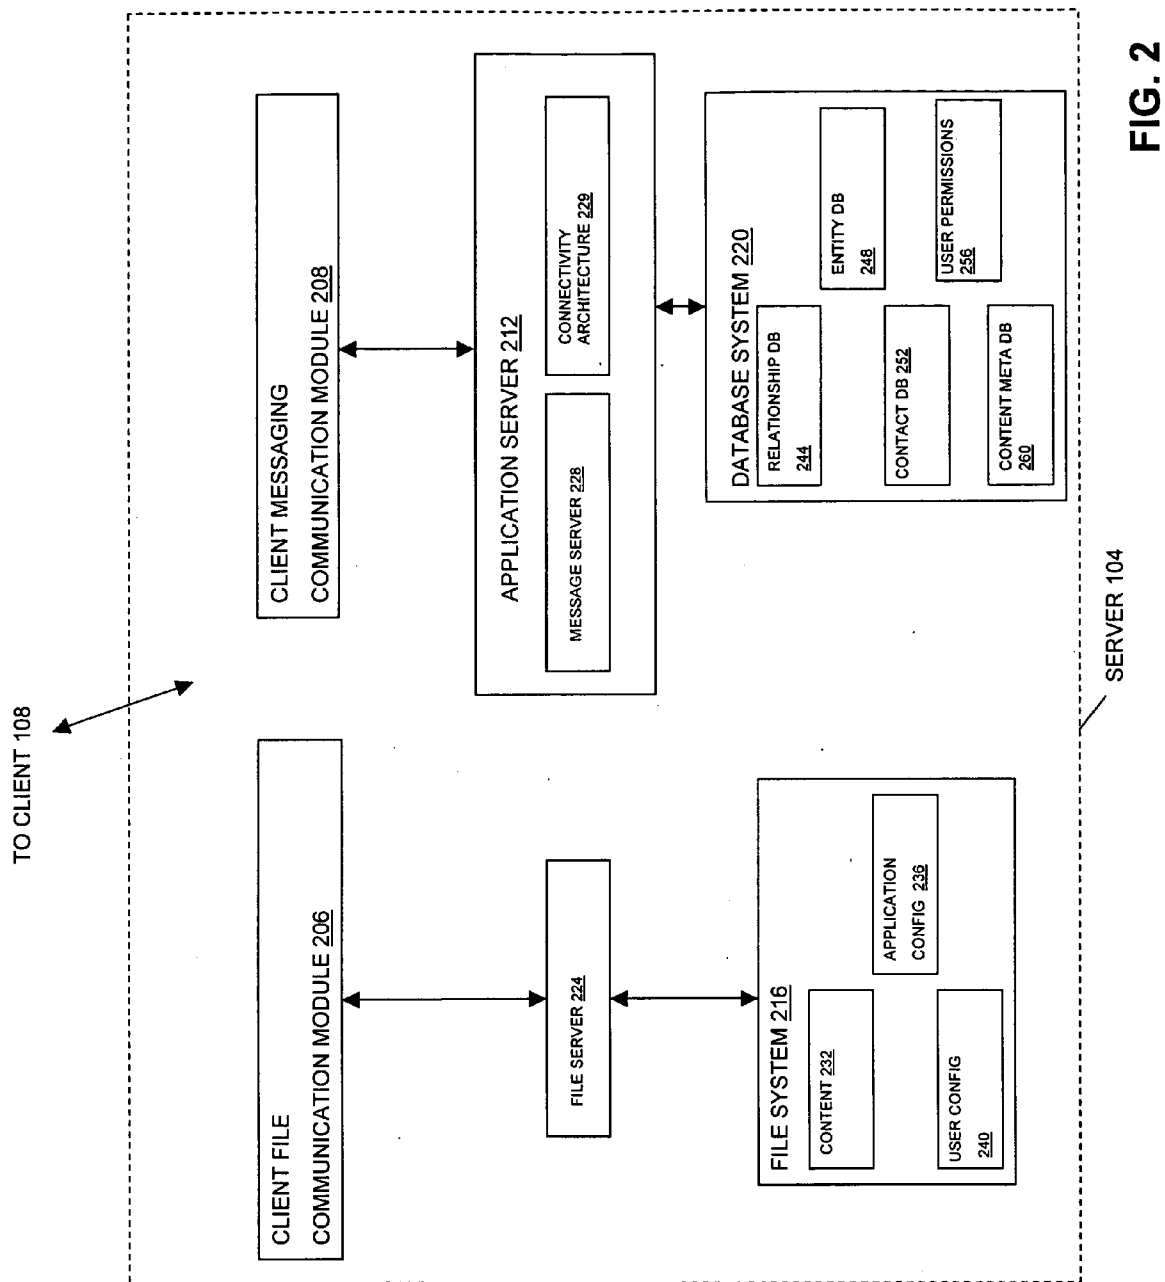 TO CLIENT 108
CLIENT FILE
COMMUNICATION MODULE 206
CLIENT MESSAGING
COMMUNICATION MODULE 208
FILE SERVER 224
APPLICATION SERVER 212
MESSAGE SERVER 228
CONNECTIVITY
ARCHITECTURE 229
FILE SYSTEM 216
CONTENT 232
APPLICATION
CONFIG 236
USER CONFIG
240
DATABASE SYSTEM 220
RELATIONSHIP DB
244
ENTITY DB
248
CONTACT DB 252
USER PERMISSIONS
256
CONTENT META DB
260
SERVER 104
FIG. 2